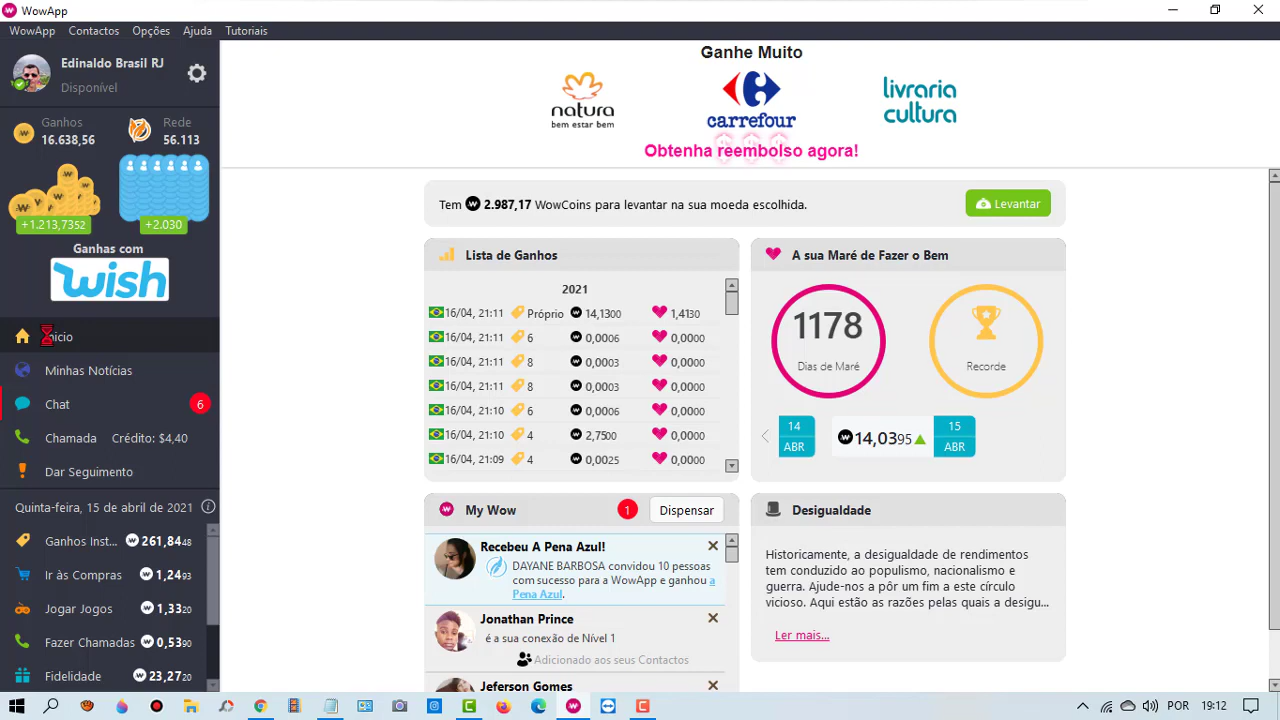 WowApp
WowApp Contactos Opções Ajuda Tutoriais
Edinaldo Brasil RJ
Disponível
Ganhos
16.638,56
Rede
56.113
+1.213,7352
+2.030
Ganhas com
wish
Início
Minhas Notícias
Chat 6
Chamada Crédito: $4,40
Dar Seguimento
Quinta-feira, 15 de abril de 2021
Ganhos Inst... 261,8448
Ir às Compras 1,2493
Jogar Jogos 1,3320
Fazer Chamadas 0,5390
Fidelidade 23,2720
Ganhe Muito
natura
bem estar bem
carrefour
livraria
cultura
Obtenha reembolso agora!
Tem 2.987,17 WowCoins para levantar na sua moeda escolhida.
Levantar
Lista de Ganhos
2021
16/04, 21:11 Próprio 14,1300 1,4130
16/04, 21:11 6 0,0006 0,0000
16/04, 21:11 8 0,0003 0,0000
16/04, 21:11 8 0,0003 0,0000
16/04, 21:10 6 0,0006 0,0000
16/04, 21:10 4 2,7500 0,0000
16/04, 21:09 4 0,0025 0,0000
A sua Maré de Fazer o Bem
1178
Dias de Maré
Recorde
14
ABR
14,0395
15
ABR
My Wow 1 Dispensar
Recebeu A Pena Azul!
DAYANE BARBOSA convidou 10 pessoas
com sucesso para a WowApp e ganhou a
Pena Azul.
Jonathan Prince
é a sua conexão de Nível 1
Adicionado aos seus Contactos
Jeferson Gomes
Desigualdade
Historicamente, a desigualdade de rendimentos
tem conduzido ao populismo, nacionalismo e
guerra. Ajude-nos a pôr um fim a este círculo
vicioso. Aqui estão as razões pelas quais a desigu...
Ler mais...
POR 19:12